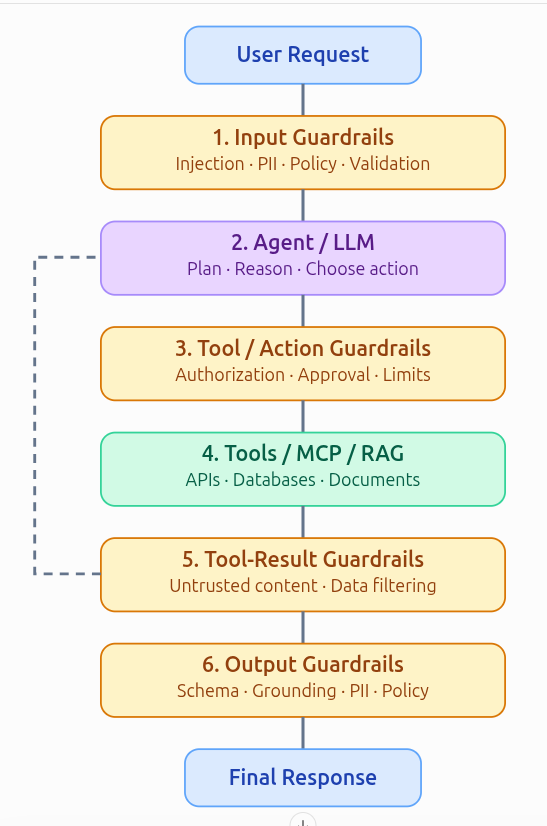 User Request
1. Input Guardrails
Injection · PII · Policy · Validation
2. Agent / LLM
Plan · Reason · Choose action
3. Tool / Action Guardrails
Authorization · Approval · Limits
4. Tools / MCP / RAG
APIs · Databases · Documents
5. Tool-Result Guardrails
Untrusted content · Data filtering
6. Output Guardrails
Schema · Grounding · PII · Policy
Final Response